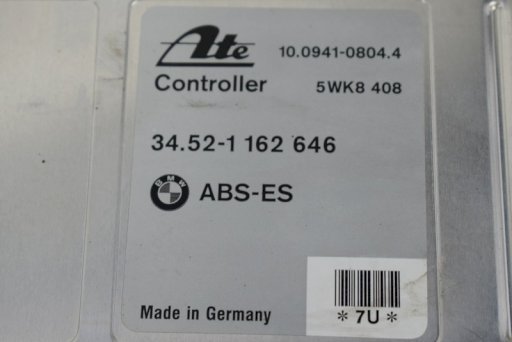 Ate 10.0941-0804.4
Controller 5WK8 408
34.52-1 162 646
BMW ABS-ES
Made in Germany * 7U *